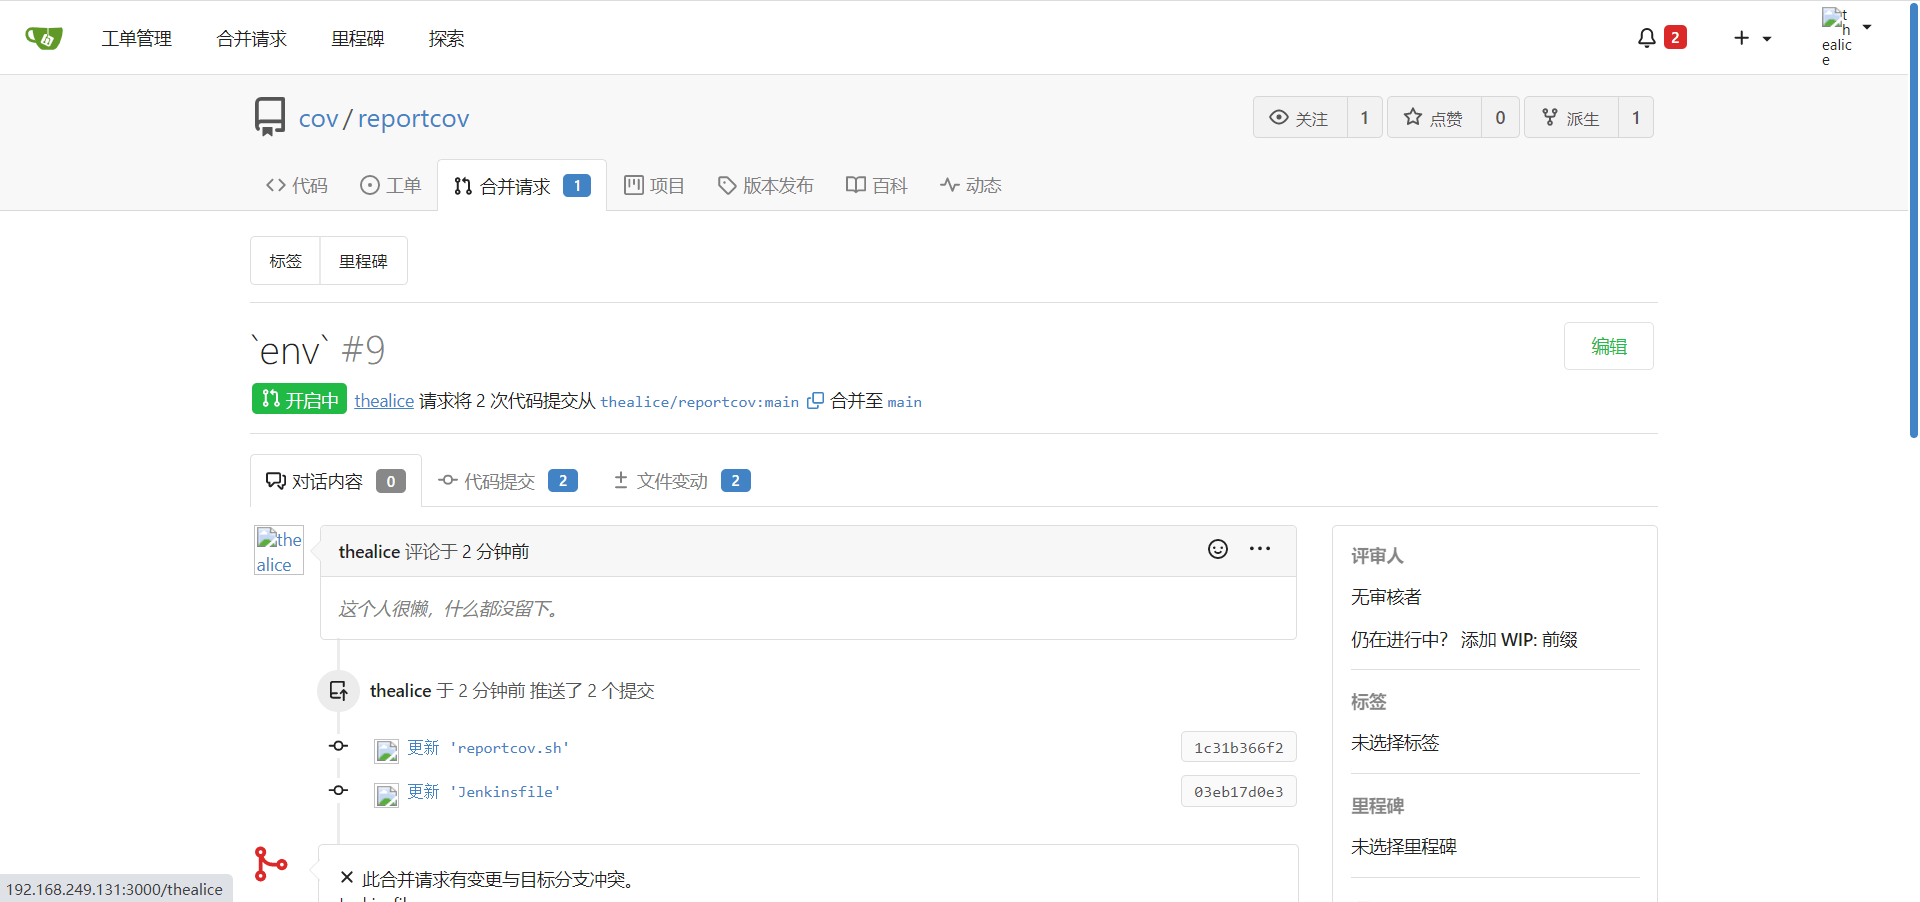 工单管理 合并请求 里程碑 探索 2 thealice
cov / reportcov 关注 1 点赞 0 派生 1
代码 工单 合并请求 1 项目 版本发布 百科 动态
标签 里程碑
`env` #9 编辑
开启中 thealice 请求将 2 次代码提交从 thealice/reportcov:main 合并至 main
对话内容 0 代码提交 2 文件变动 2
thealice
thealice 评论于 2 分钟前
这个人很懒，什么都没留下。
thealice 于 2 分钟前 推送了 2 个提交
更新 'reportcov.sh' 1c31b366f2
更新 'Jenkinsfile' 03eb17d0e3
此合并请求有变更与目标分支冲突。
评审人
无审核者
仍在进行中？ 添加 WIP: 前缀
标签
未选择标签
里程碑
未选择里程碑
192.168.249.131:3000/thealice